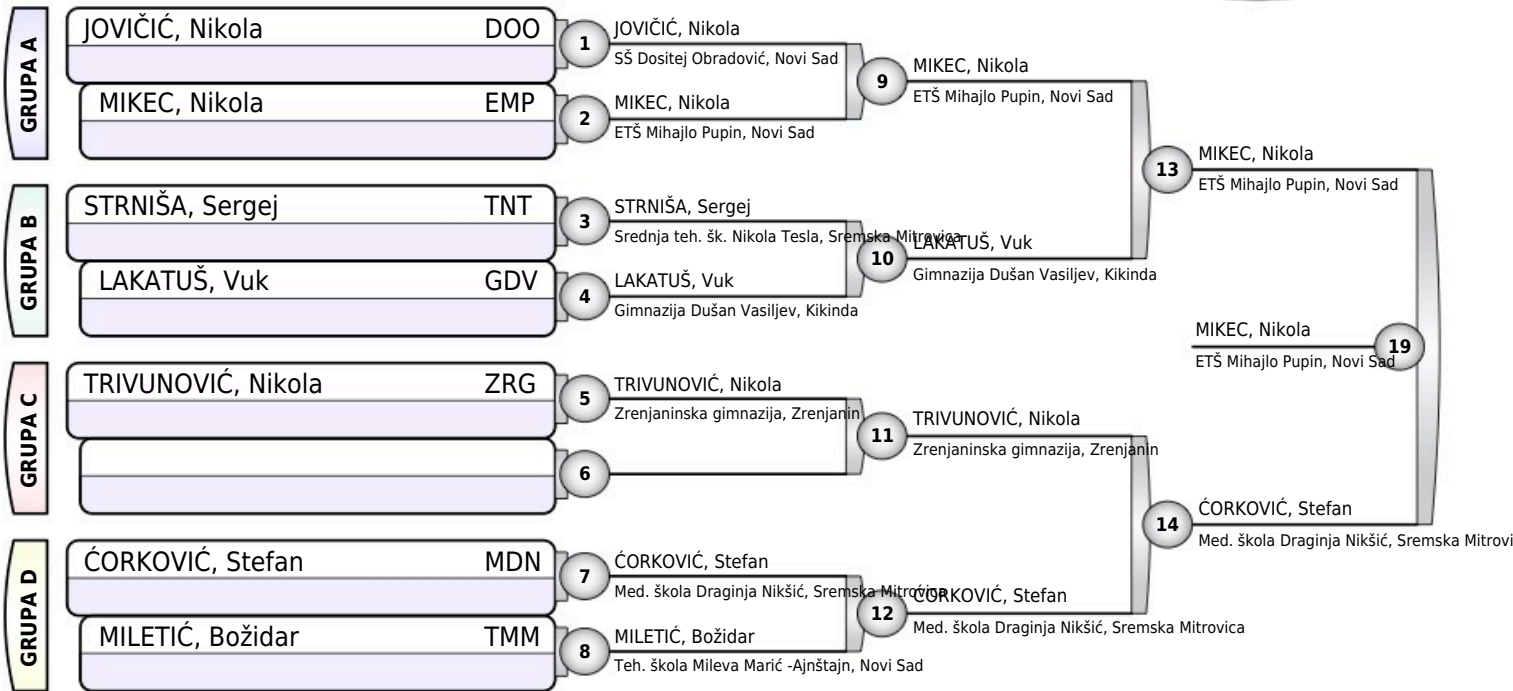 GRUPA A
JOVIČIĆ, Nikola DOO
MIKEC, Nikola EMP
1
JOVIČIĆ, Nikola
SŠ Dositej Obradović, Novi Sad
2
MIKEC, Nikola
ETŠ Mihajlo Pupin, Novi Sad
9
MIKEC, Nikola
ETŠ Mihajlo Pupin, Novi Sad
GRUPA B
STRNIŠA, Sergej TNT
LAKATUŠ, Vuk GDV
3
STRNIŠA, Sergej
Srednja teh. šk. Nikola Tesla, Sremska Mitrovica
4
LAKATUŠ, Vuk
Gimnazija Dušan Vasiljev, Kikinda
10
LAKATUŠ, Vuk
Gimnazija Dušan Vasiljev, Kikinda
13
MIKEC, Nikola
ETŠ Mihajlo Pupin, Novi Sad
MIKEC, Nikola
ETŠ Mihajlo Pupin, Novi Sad
19
GRUPA C
TRIVUNOVIĆ, Nikola ZRG
5
TRIVUNOVIĆ, Nikola
Zrenjaninska gimnazija, Zrenjanin
6
11
TRIVUNOVIĆ, Nikola
Zrenjaninska gimnazija, Zrenjanin
GRUPA D
ĆORKOVIĆ, Stefan MDN
MILETIĆ, Božidar TMM
7
ĆORKOVIĆ, Stefan
Med. škola Draginja Nikšić, Sremska Mitrovica
8
MILETIĆ, Božidar
Teh. škola Mileva Marić -Ajnštajn, Novi Sad
12
ĆORKOVIĆ, Stefan
Med. škola Draginja Nikšić, Sremska Mitrovica
14
ĆORKOVIĆ, Stefan
Med. škola Draginja Nikšić, Sremska Mitrovi